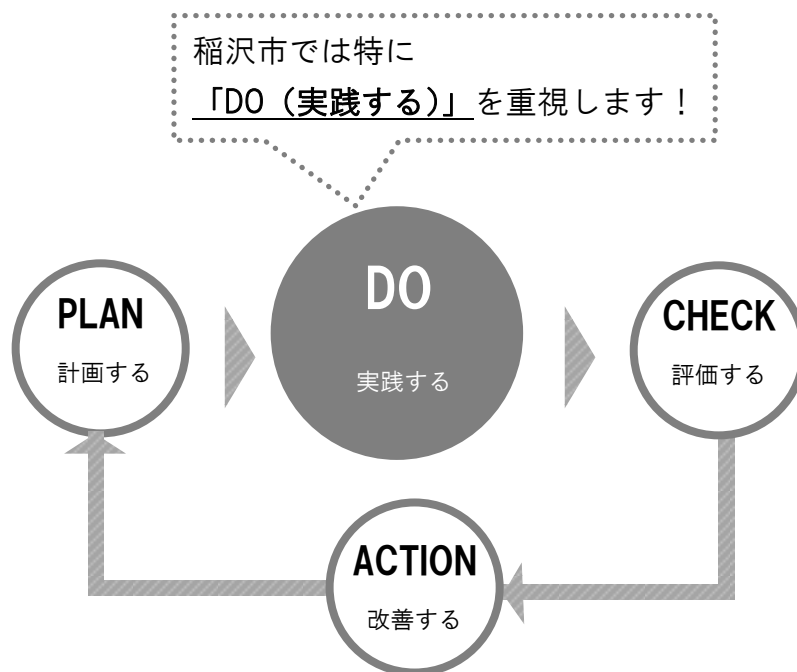 稲沢市では特に
「DO（実践する）」を重視します！
DO
実践する
PLAN
計画する
CHECK
評価する
ACTION
改善する